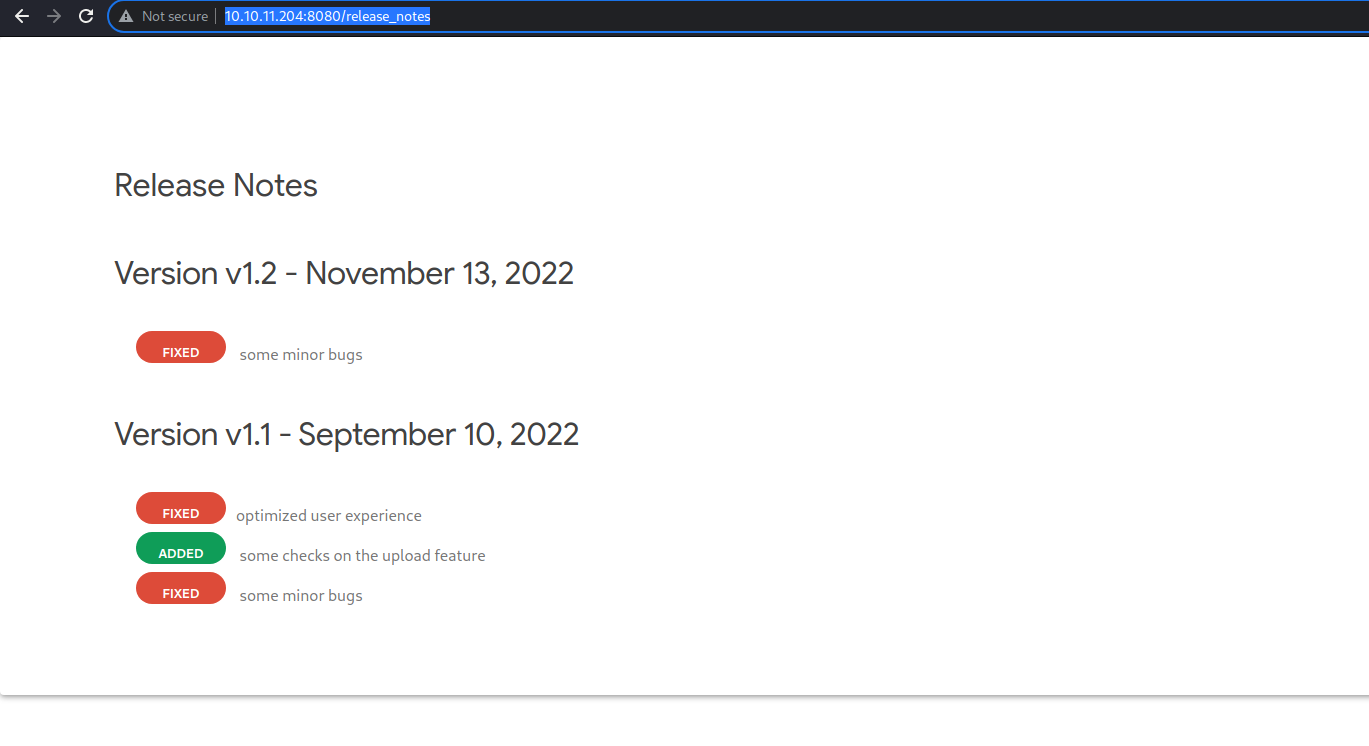 Not secure 10.10.11.204:8080/release_notes
Release Notes
Version v1.2 - November 13, 2022
FIXED some minor bugs
Version v1.1 - September 10, 2022
FIXED optimized user experience
ADDED some checks on the upload feature
FIXED some minor bugs